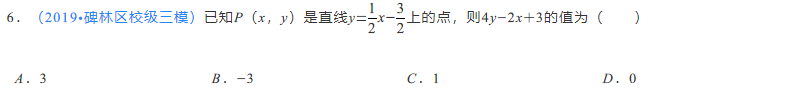 6.（2019•碑林区校级三模）已知P（x，y）是直线y=1/2x−3/2上的点，则4y−2x+3的值为（　　）
A．3　B．−3　C．1　D．0